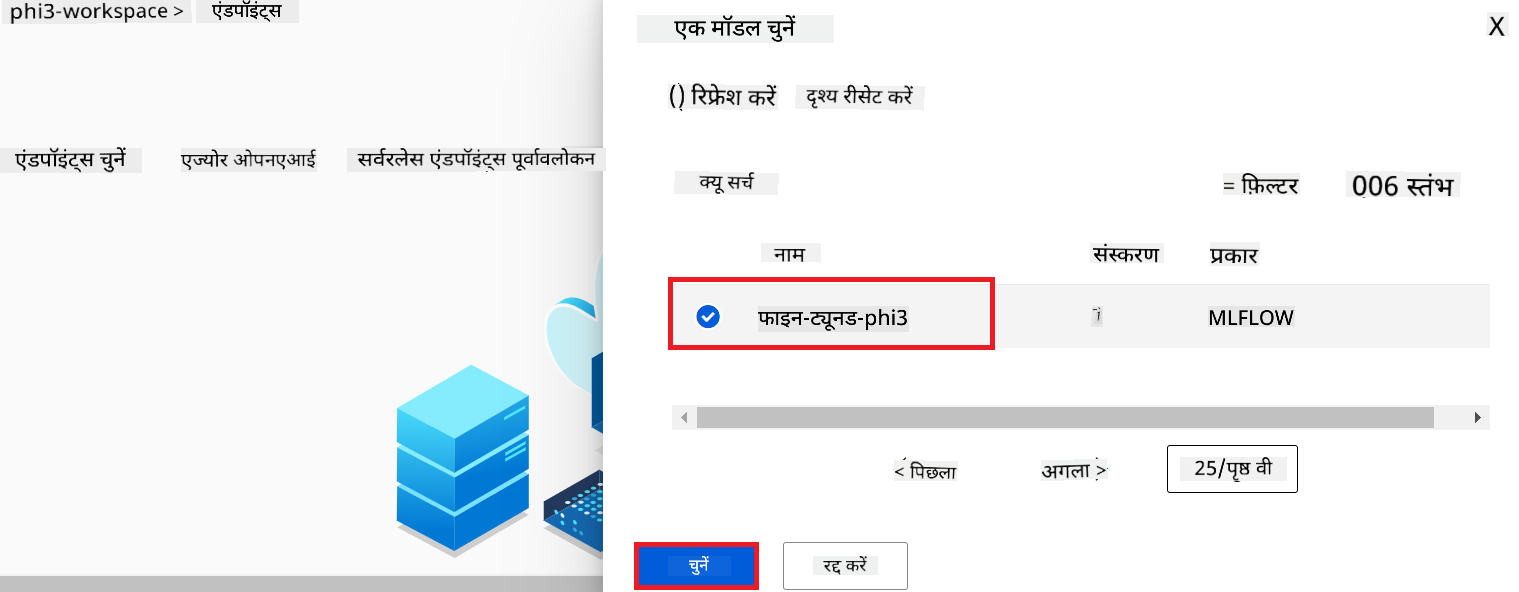 phi3-workspace > एंडपॉइंट्स
एक मॉडल चुनें X
() रिफ्रेश करें दृश्य रीसेट करें
एंडपॉइंट्स चुनें एज्योर ओपनएआई सर्वरलेस एंडपॉइंट्स पूर्वावलोकन
क्यू सर्च = फ़िल्टर 006 स्तंभ
नाम संस्करण प्रकार
फाइन-ट्यूनड-phi3 MLFLOW
< पिछला अगला > 25/पृष्ठ वी
चुनें रद्द करें